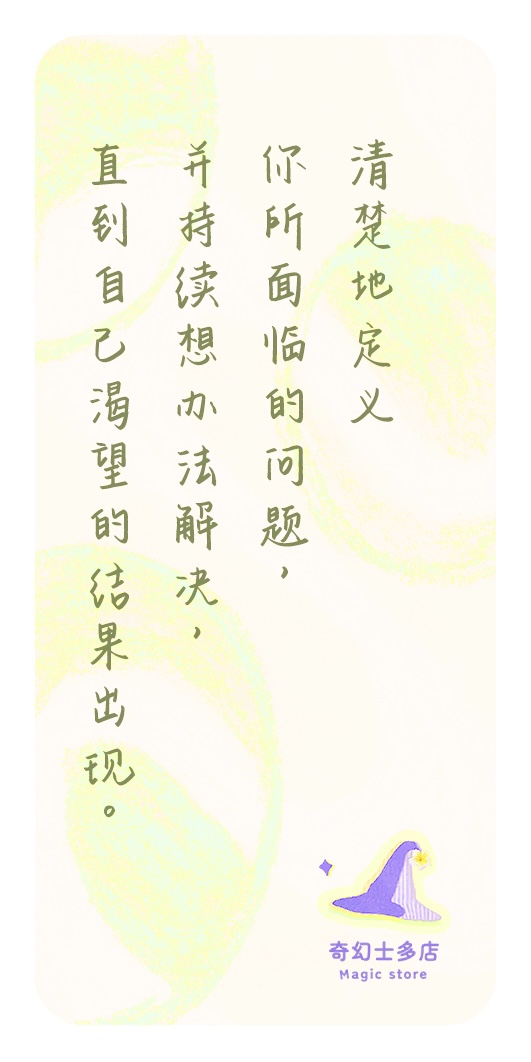 清楚地定义
你所面临的问题，
并持续想办法解决，
直到自己渴望的结果出现。
奇幻士多店
Magic store